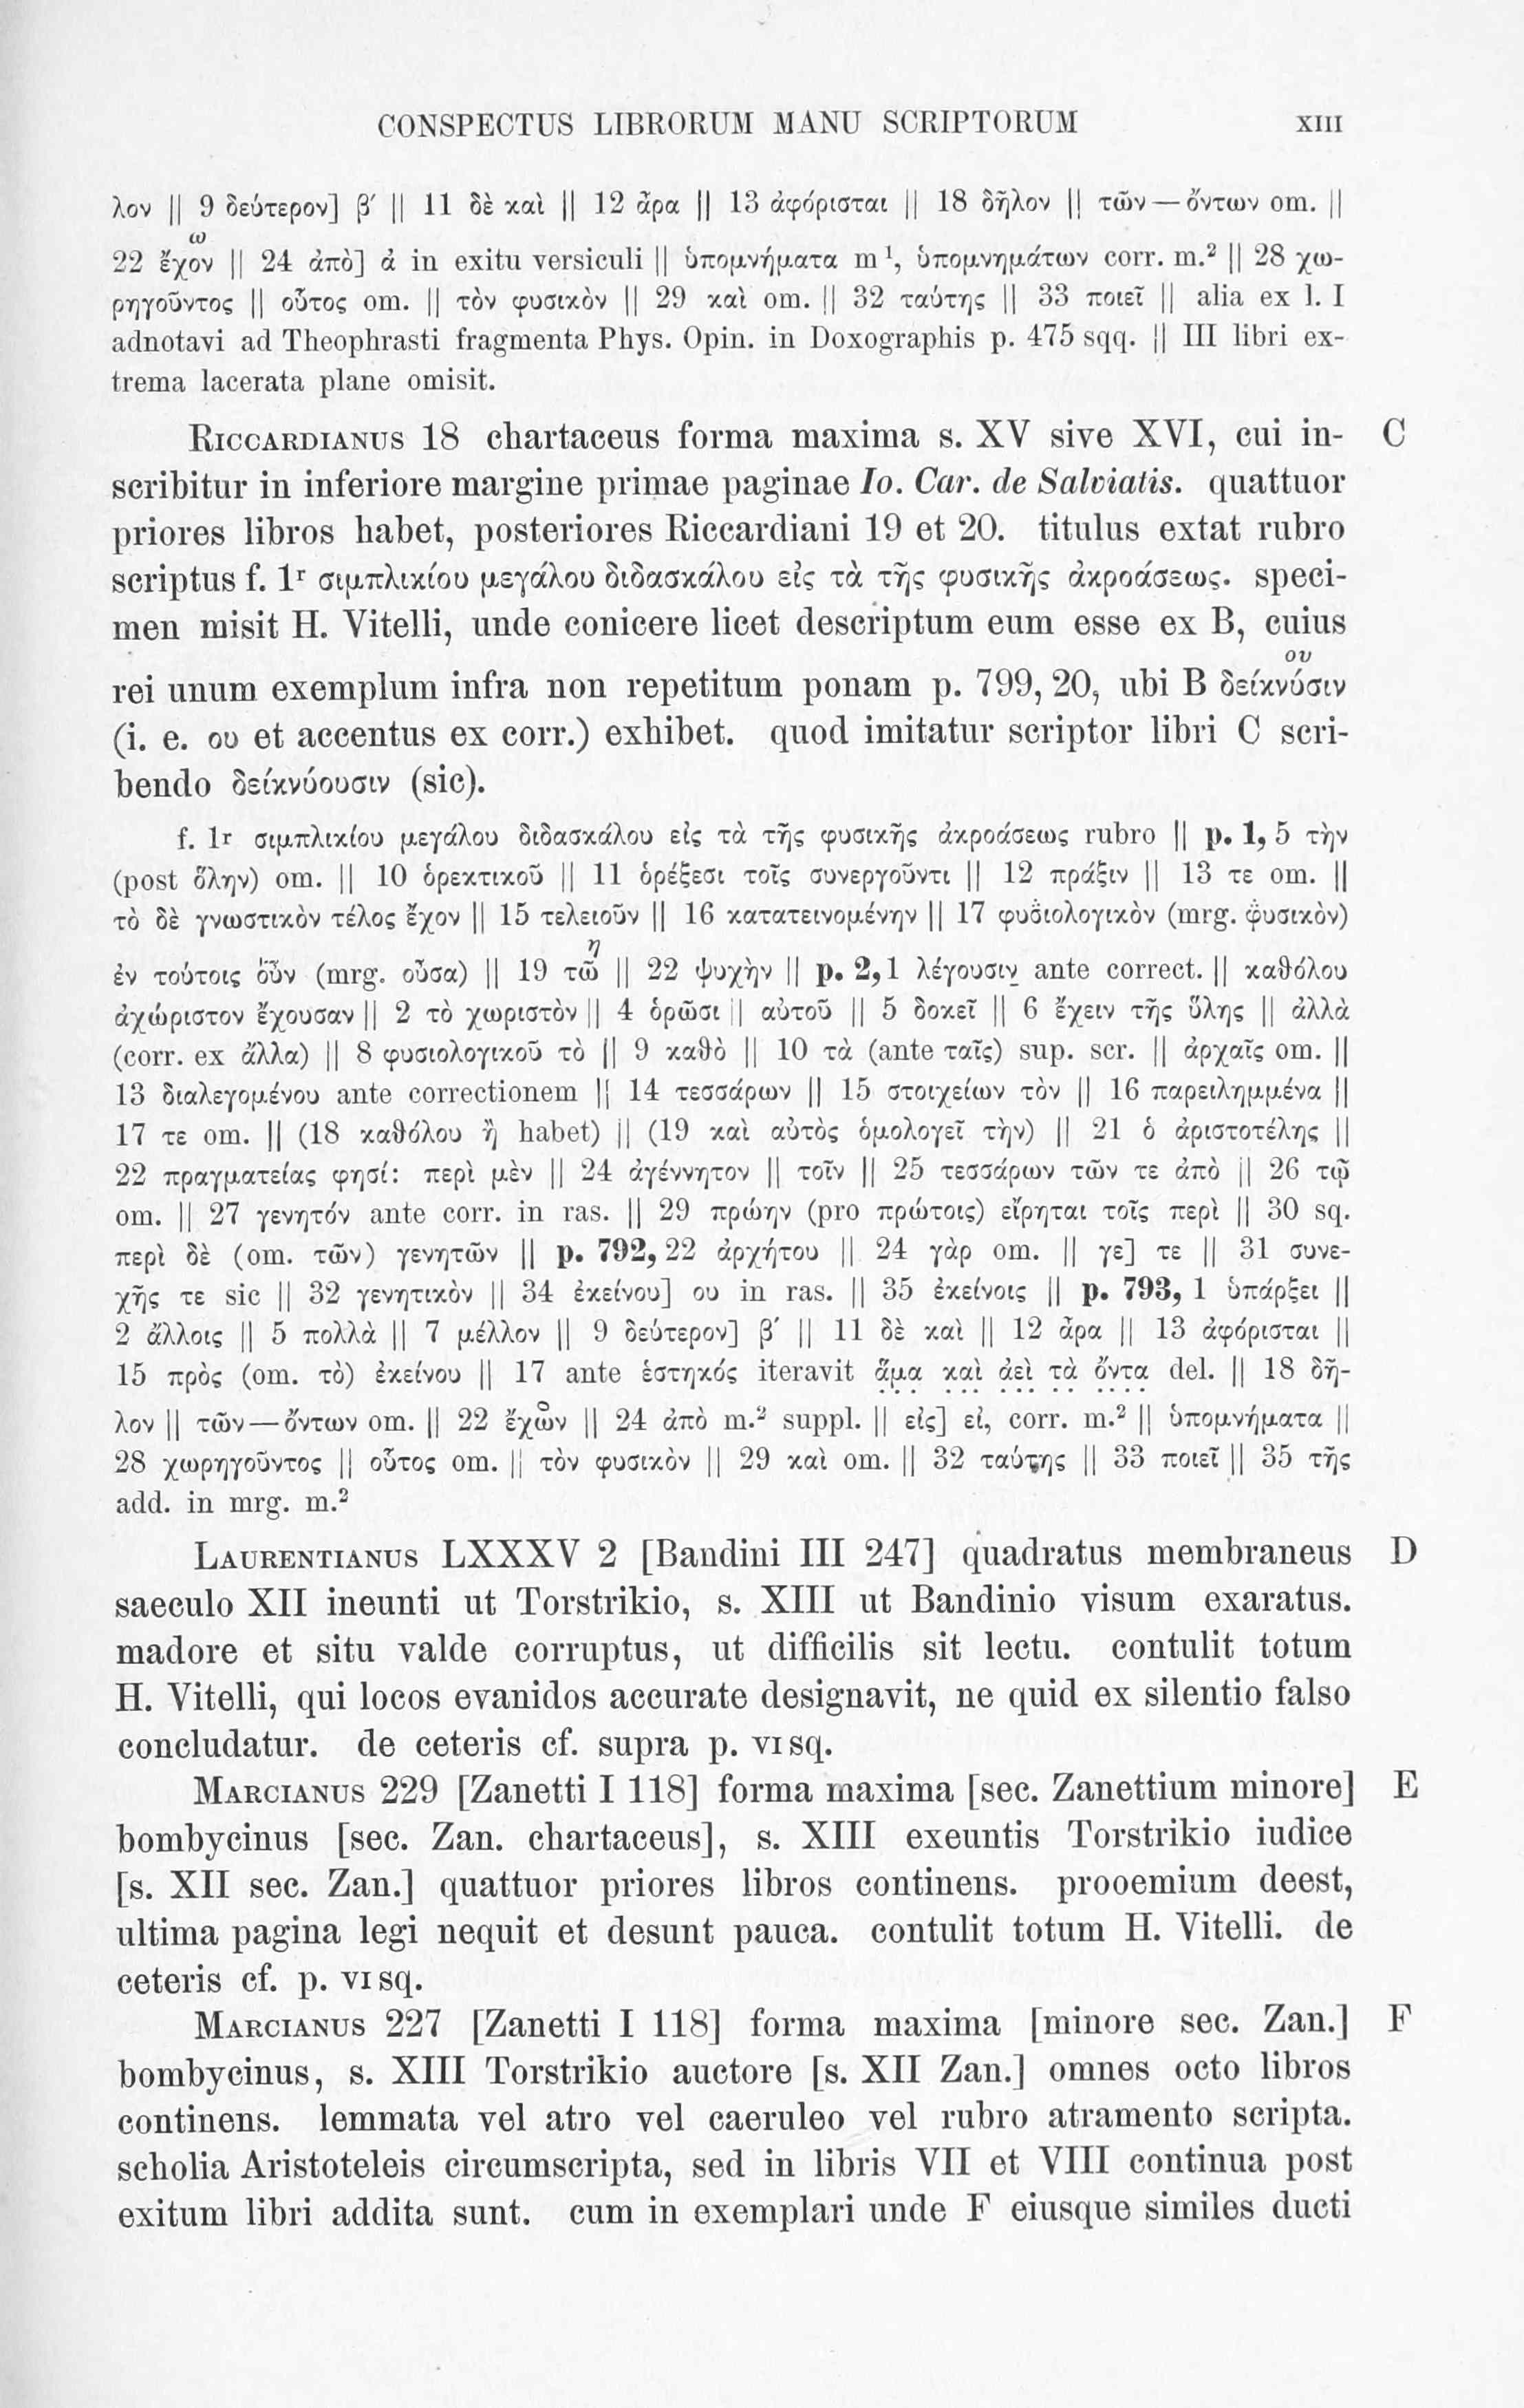 CONSPECTUS LIBRORUM MANU SCRIPTORUM XIII
λον || 9 δεύτερον] β´ || 11 δὲ καὶ || 12 ἆρα || 13 ἀφόρισται || 18 δῆλον || τῶν — ὄντων om. ||
ω
22 ἔχον || 24 ἀπὸ] ἀ in exitu versiculi || ὑπομνήματα m¹, ὑπομνημάτων corr. m.² || 28 χω-
ρηγοῦντος || οὗτος om. || τὸν φυσικὸν || 29 καὶ om. || 32 ταύτης || 33 ποιεῖ || alia ex l. I
adnotavi ad Theophrasti fragmenta Phys. Opin. in Doxographis p. 475 sqq. || III libri ex-
trema lacerata plane omisit.
RICCARDIANUS 18 chartaceus forma maxima s. XV sive XVI, cui in- C
scribitur in inferiore margine primae paginae Io. Car. de Salviatis. quattuor
priores libros habet, posteriores Riccardiani 19 et 20. titulus extat rubro
scriptus f. 1ʳ σιμπλικίου μεγάλου διδασκάλου εἰς τὰ τῆς φυσικῆς ἀκροάσεως. speci-
men misit H. Vitelli, unde conicere licet descriptum eum esse ex B, cuius
ου
rei unum exemplum infra non repetitum ponam p. 799, 20, ubi B δείκνύσιν
(i. e. ου et accentus ex corr.) exhibet. quod imitatur scriptor libri C scri-
bendo δείκνύουσιν (sic).
f. 1ʳ σιμπλικίου μεγάλου διδασκάλου εἰς τὰ τῆς φυσικῆς ἀκροάσεως rubro || p. 1, 5 τὴν
(post ὅλην) om. || 10 ὁρεκτικοῦ || 11 ὁρέξεσι τοῖς συνεργοῦντι || 12 πράξιν || 13 τε om. ||
τὸ δὲ γνωστικὸν τέλος ἔχον || 15 τελειοῦν || 16 κατατεινομένην || 17 φυσιολογικὸν (mrg. φυσικὸν)
η
ἐν τούτοις οὖν (mrg. οὖσα) || 19 τῶ || 22 ψυχὴν || p. 2, 1 λέγουσιν ante correct. || καθόλου
ἀχώριστον ἔχουσαν || 2 τὸ χωριστὸν || 4 ὁρῶσι || αὐτοῦ || 5 δοκεῖ || 6 ἔχειν τῆς ὕλης || ἀλλὰ
(corr. ex ἄλλα) || 8 φυσιολογικοῦ τὸ || 9 καθὸ || 10 τὰ (ante ταῖς) sup. scr. || ἀρχαῖς om. ||
13 διαλεγομένου ante correctionem || 14 τεσσάρων || 15 στοιχείων τὸν || 16 παρειλημμένα ||
17 τε om. || (18 καθόλου ἢ habet) || (19 καὶ αὐτὸς ὁμολογεῖ τὴν) || 21 ὁ ἀριστοτέλης ||
22 πραγματείας φησί: περὶ μὲν || 24 ἀγέννητον || τοῖν || 25 τεσσάρων τῶν τε ἀπὸ || 26 τῷ
om. || 27 γενητόν ante corr. in ras. || 29 πρώην (pro πρώτοις) εἴρηται τοῖς περὶ || 30 sq.
περὶ δὲ (om. τῶν) γενητῶν || p. 792, 22 ἀρχήτου || 24 γὰρ om. || γε] τε || 31 συνε-
χῆς τε sic || 32 γενητικὸν || 34 ἐκείνου] ου in ras. || 35 ἐκείνοις || p. 793, 1 ὑπάρξει ||
2 ἄλλοις || 5 πολλὰ || 7 μέλλον || 9 δεύτερον] β´ || 11 δὲ καὶ || 12 ἆρα || 13 ἀφόρισται ||
15 πρὸς (om. τὸ) ἐκείνου || 17 ante ἑστηκός iteravit ἅμα καὶ ἀεὶ τὰ ὄντα del. || 18 δῆ-
λον || τῶν — ὄντων om. || 22 ἔχων || 24 ἀπὸ m.² suppl. || εἰς] εἰ, corr. m.² || ὑπομνήματα ||
28 χωρηγοῦντος || οὗτος om. || τὸν φυσικὸν || 29 καὶ om. || 32 ταύτης || 33 ποιεῖ || 35 τῆς
add. in mrg. m.²
LAURENTIANUS LXXXV 2 [Bandini III 247] quadratus membraneus D
saeculo XII ineunti ut Torstrikio, s. XIII ut Bandinio visum exaratus.
madore et situ valde corruptus, ut difficilis sit lectu. contulit totum
H. Vitelli, qui locos evanidos accurate designavit, ne quid ex silentio falso
concludatur. de ceteris cf. supra p. VI sq.
MARCIANUS 229 [Zanetti I 118] forma maxima [sec. Zanettium minore] E
bombycinus [sec. Zan. chartaceus], s. XIII exeuntis Torstrikio iudice
[s. XII sec. Zan.] quattuor priores libros continens. prooemium deest,
ultima pagina legi nequit et desunt pauca. contulit totum H. Vitelli. de
ceteris cf. p. VI sq.
MARCIANUS 227 [Zanetti I 118] forma maxima [minore sec. Zan.] F
bombycinus, s. XIII Torstrikio auctore [s. XII Zan.] omnes octo libros
continens. lemmata vel atro vel caeruleo vel rubro atramento scripta.
scholia Aristoteleis circumscripta, sed in libris VII et VIII continua post
exitum libri addita sunt. cum in exemplari unde F eiusque similes ducti